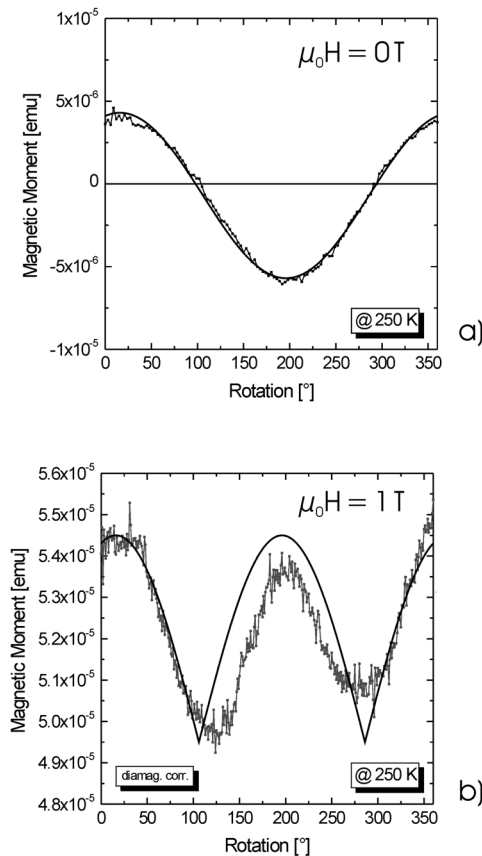 1x10⁻⁵
5x10⁻⁶
0
-5x10⁻⁶
-1x10⁻⁵
Magnetic Moment [emu]
μ₀H = 0T
@ 250 K
0 50 100 150 200 250 300 350
Rotation [°]
a)
5.6x10⁻⁵
5.5x10⁻⁵
5.4x10⁻⁵
5.3x10⁻⁵
5.2x10⁻⁵
5.1x10⁻⁵
5.0x10⁻⁵
4.9x10⁻⁵
4.8x10⁻⁵
Magnetic Moment [emu]
μ₀H = 1T
diamag. corr.
@ 250 K
0 50 100 150 200 250 300 350
Rotation [°]
b)